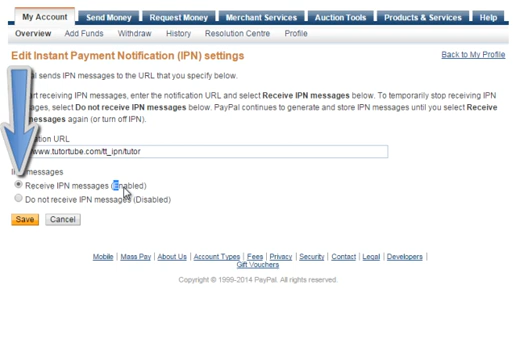 My Account Send Money Request Money Merchant Services Auction Tools Products & Services Help
Overview Add Funds Withdraw History Resolution Centre Profile
Edit Instant Payment Notification (IPN) settings Back to My Profile
al sends IPN messages to the URL that you specify below.
art receiving IPN messages, enter the notification URL and select Receive IPN messages below. To temporarily stop receiving IPN
ages, select Do not receive IPN messages below. PayPal continues to generate and store IPN messages until you select Receive
messages again (or turn off IPN).
ation URL
www.tutortube.com/tt_ipn/tutor
messages
Receive IPN messages (Enabled)
Do not receive IPN messages (Disabled)
Save Cancel
Mobile | Mass Pay | About Us | Account Types | Fees | Privacy | Security | Contact | Legal | Developers |
Gift Vouchers
Copyright © 1999-2014 PayPal. All rights reserved.